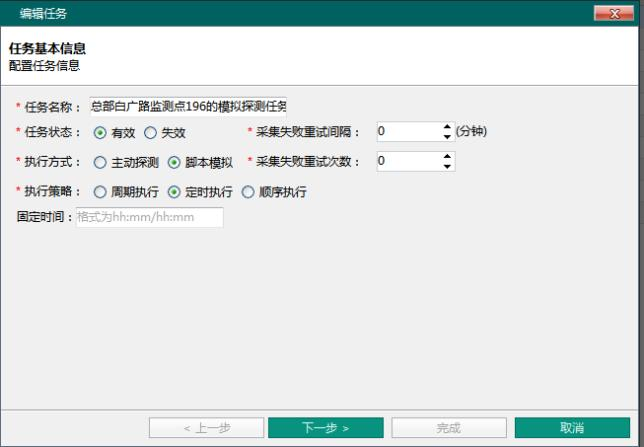 编辑任务
任务基本信息
配置任务信息
* 任务名称： 总部白广路监测点196的模拟探测任务
* 任务状态： 有效 失效 * 采集失败重试间隔： 0 (分钟)
* 执行方式： 主动探测 脚本模拟 * 采集失败重试次数： 0
* 执行策略： 周期执行 定时执行 顺序执行
固定时间： 格式为hh:mm/hh:mm
< 上一步 下一步 > 完成 取消